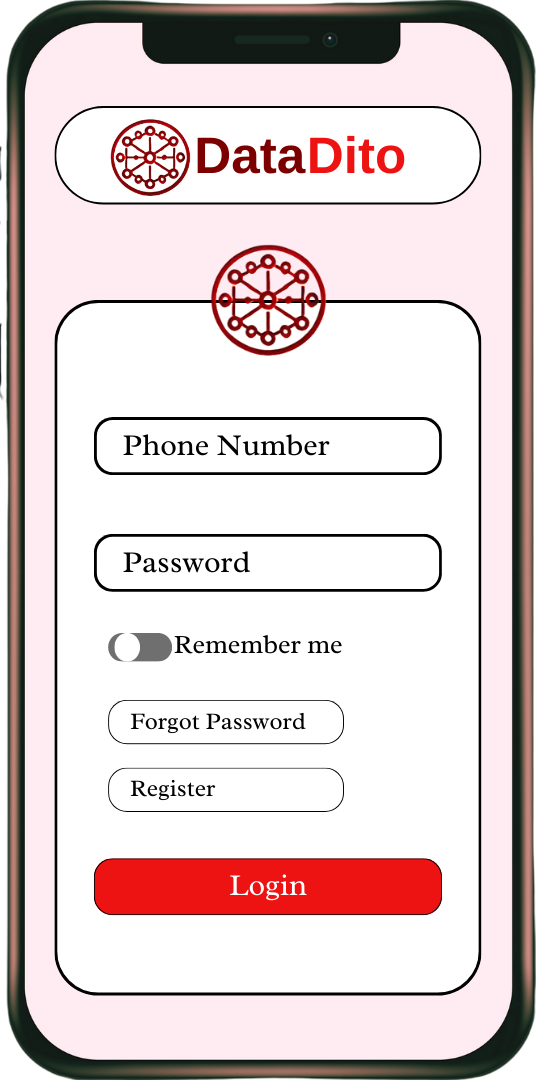 DataDito
Phone Number
Password
Remember me
Forgot Password
Register
Login